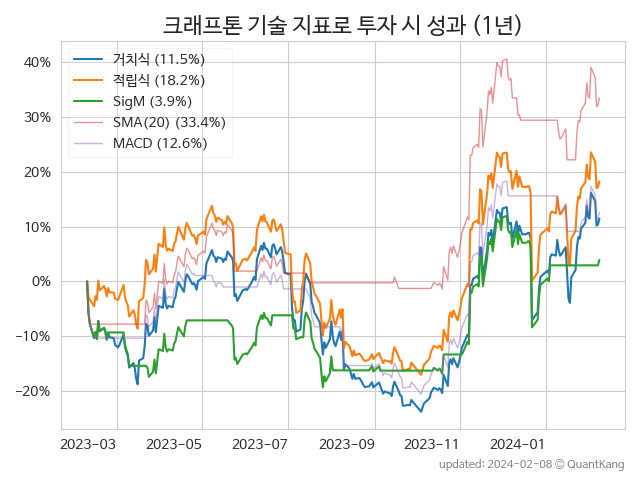 크래프톤 기술 지표로 투자 시 성과 (1년)
거치식 (11.5%)
적립식 (18.2%)
SigM (3.9%)
SMA(20) (33.4%)
MACD (12.6%)
40%
30%
20%
10%
0%
−10%
−20%
2023-03 2023-05 2023-07 2023-09 2023-11 2024-01
updated: 2024-02-08 © QuantKang